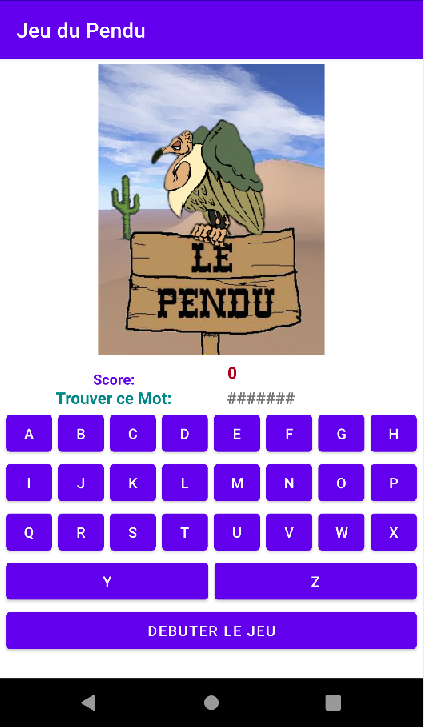 Jeu du Pendu
LE
PENDU
Score: 0
Trouver ce Mot: #######
A B C D E F G H
I J K L M N O P
Q R S T U V W X
Y Z
DEBUTER LE JEU